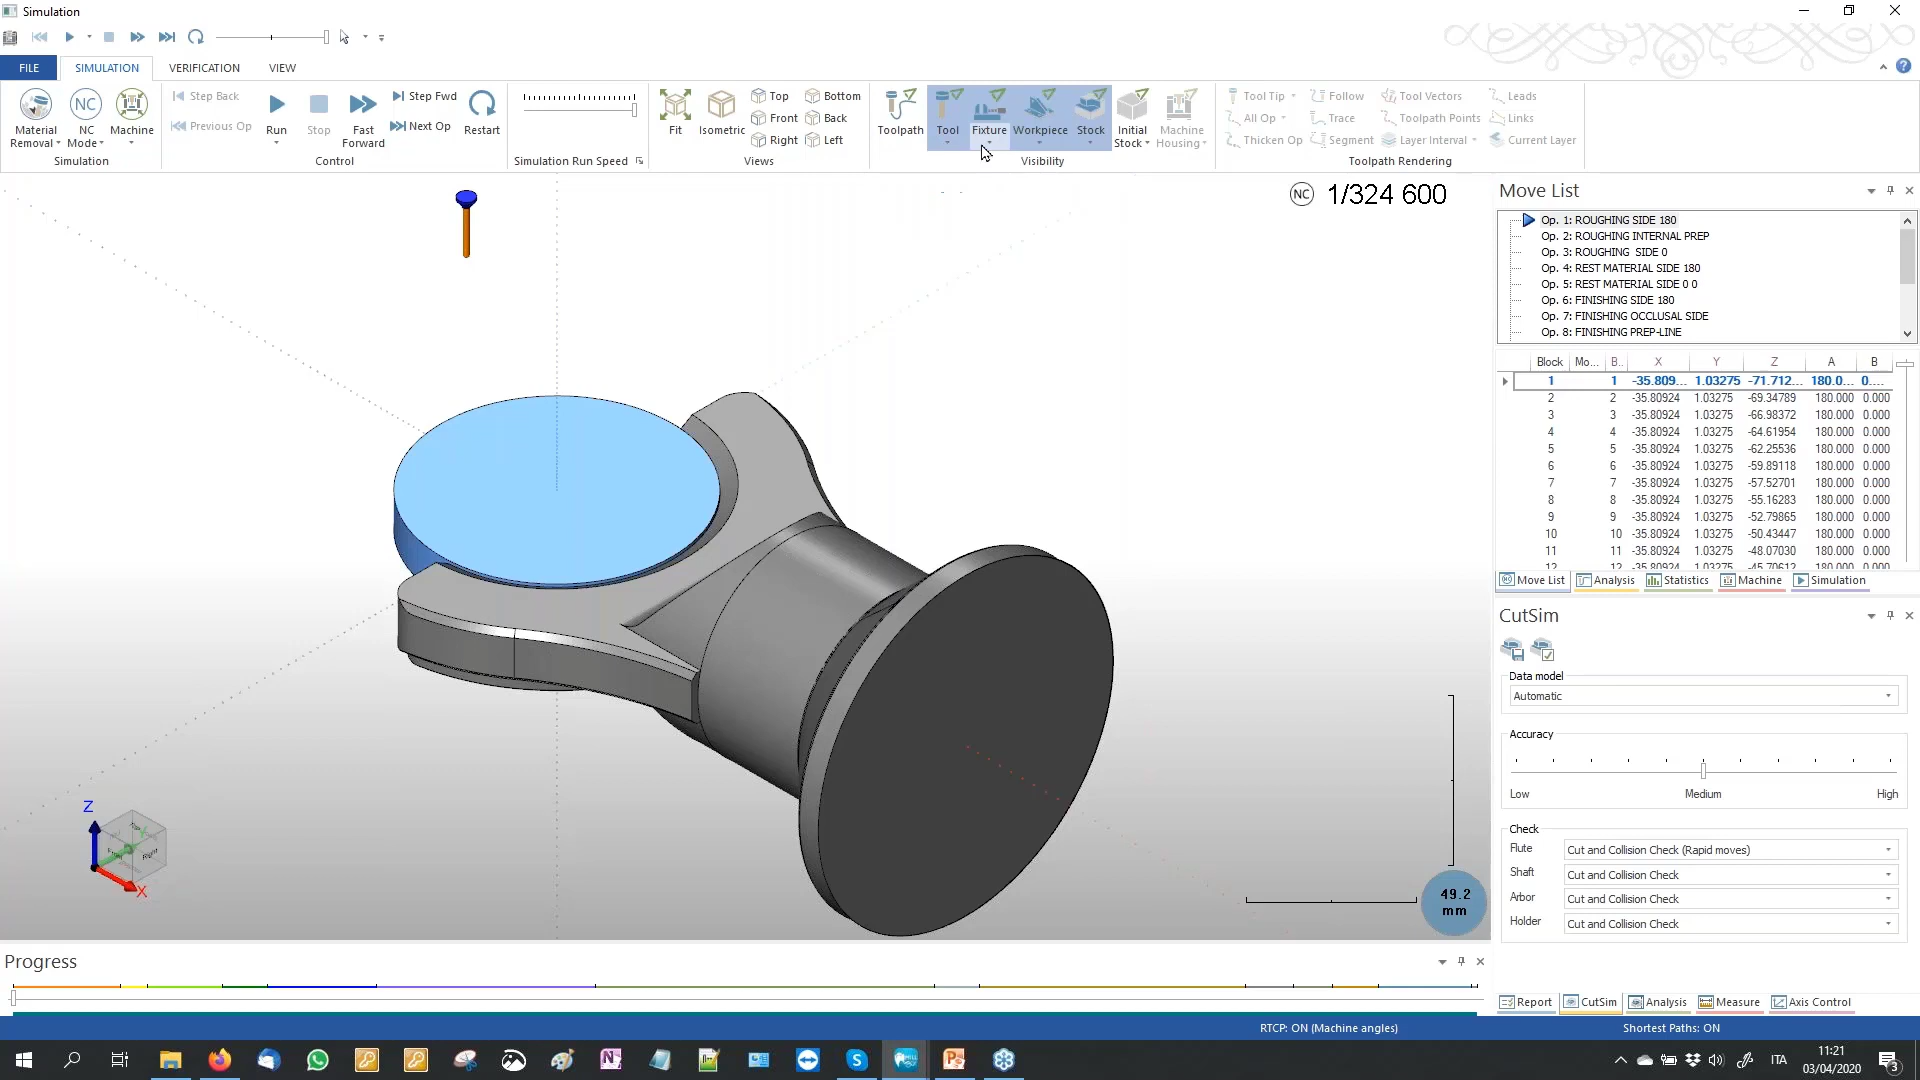 Simulation
FILE
SIMULATION
VERIFICATION
VIEW
Material Removal
NC Mode
Machine
Simulation
Step Back
Previous Op
Run
Stop
Fast Forward
Step Fwd
Next Op
Restart
Control
Simulation Run Speed
Fit
Isometric
Top
Front
Right
Bottom
Back
Left
Views
Toolpath
Tool
Fixture
Workpiece
Stock
Initial Stock
Machine Housing
Visibility
Tool Tip
Follow
Tool Vectors
Leads
All Op
Trace
Toolpath Points
Links
Thicken Op
Segment
Layer Interval
Current Layer
Toolpath Rendering
NC 1/324 600
Move List
Op. 1: ROUGHING SIDE 180
Op. 2: ROUGHING INTERNAL PREP
Op. 3: ROUGHING  SIDE 0
Op. 4: REST MATERIAL SIDE 180
Op. 5: REST MATERIAL SIDE 0 0
Op. 6: FINISHING SIDE 180
Op. 7: FINISHING OCCLUSAL SIDE
Op. 8: FINISHING PREP-LINE
Block Mo... B.. X Y Z A B
1 1 -35.809... 1.03275 -71.712... 180.0... 0....
2 2 -35.80924 1.03275 -69.34789 180.000 0.000
3 3 -35.80924 1.03275 -66.98372 180.000 0.000
4 4 -35.80924 1.03275 -64.61954 180.000 0.000
5 5 -35.80924 1.03275 -62.25536 180.000 0.000
6 6 -35.80924 1.03275 -59.89118 180.000 0.000
7 7 -35.80924 1.03275 -57.52701 180.000 0.000
8 8 -35.80924 1.03275 -55.16283 180.000 0.000
9 9 -35.80924 1.03275 -52.79865 180.000 0.000
10 10 -35.80924 1.03275 -50.43447 180.000 0.000
11 11 -35.80924 1.03275 -48.07030 180.000 0.000
12 12 -35.80924 1.03275 -45.70612 180.000 0.000
Move List
Analysis
Statistics
Machine
Simulation
CutSim
Data model
Automatic
Accuracy
Low Medium High
Check
Flute Cut and Collision Check (Rapid moves)
Shaft Cut and Collision Check
Arbor Cut and Collision Check
Holder Cut and Collision Check
Z
Y
Right
X
49.2
mm
Progress
Report
CutSim
Analysis
Measure
Axis Control
RTCP: ON (Machine angles)
Shortest Paths: ON
ITA
11:21
03/04/2020
3